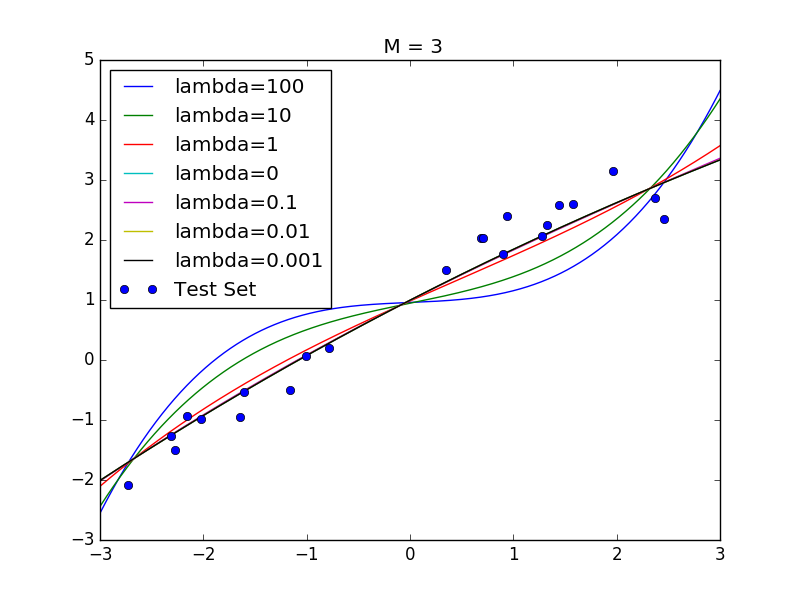 M = 3
5
4
3
2
1
0
−1
−2
−3
lambda=100
lambda=10
lambda=1
lambda=0
lambda=0.1
lambda=0.01
lambda=0.001
Test Set
−3 −2 −1 0 1 2 3